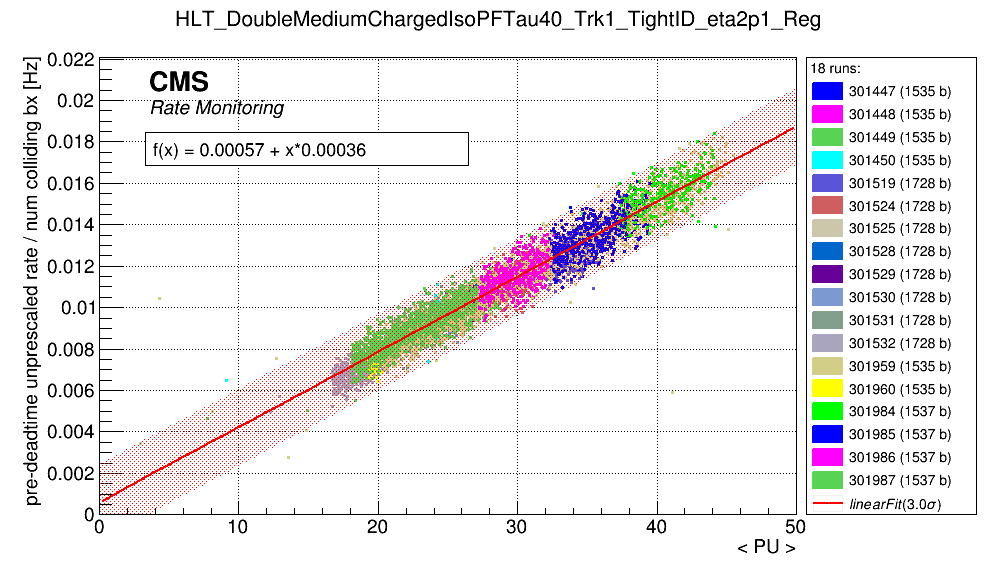 HLT_DoubleMediumChargedIsoPFTau40_Trk1_TightID_eta2p1_Reg
pre-deadtime unprescaled rate / num colliding bx [Hz]
0.022
0.02
0.018
0.016
0.014
0.012
0.01
0.008
0.006
0.004
0.002
0
CMS
Rate Monitoring
f(x) = 0.00057 + x*0.00036
0 10 20 30 40 50
< PU >
18 runs:
301447 (1535 b)
301448 (1535 b)
301449 (1535 b)
301450 (1535 b)
301519 (1728 b)
301524 (1728 b)
301525 (1728 b)
301528 (1728 b)
301529 (1728 b)
301530 (1728 b)
301531 (1728 b)
301532 (1728 b)
301959 (1535 b)
301960 (1535 b)
301984 (1537 b)
301985 (1537 b)
301986 (1537 b)
301987 (1537 b)
linearFit(3.0σ)